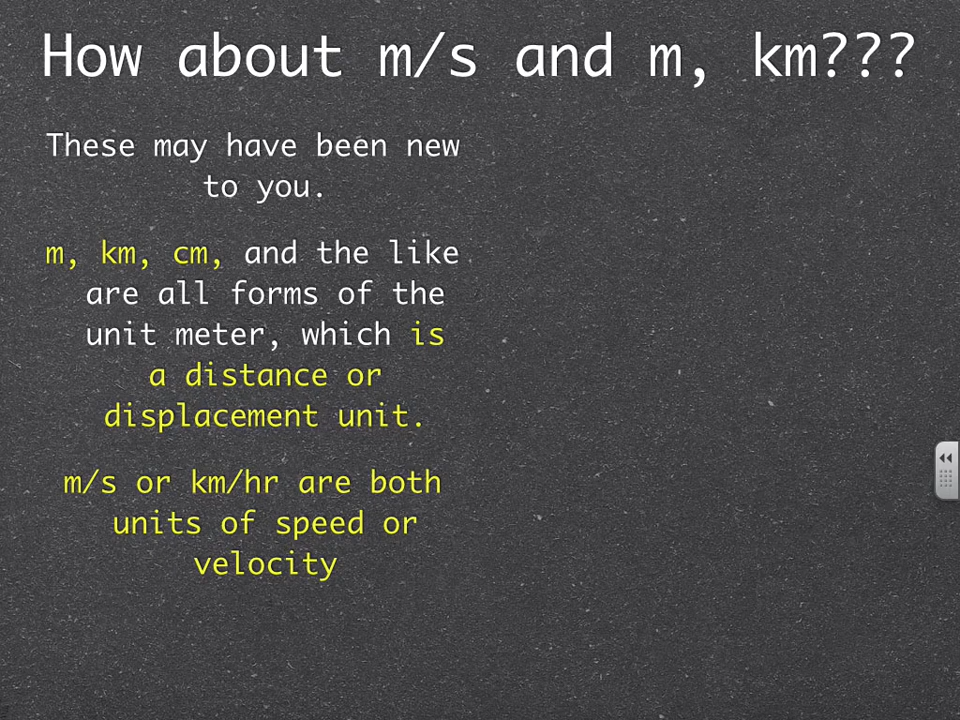 How about m/s and m, km???
These may have been new
to you.
m, km, cm, and the like
are all forms of the
unit meter, which is
a distance or
displacement unit.
m/s or km/hr are both
units of speed or
velocity